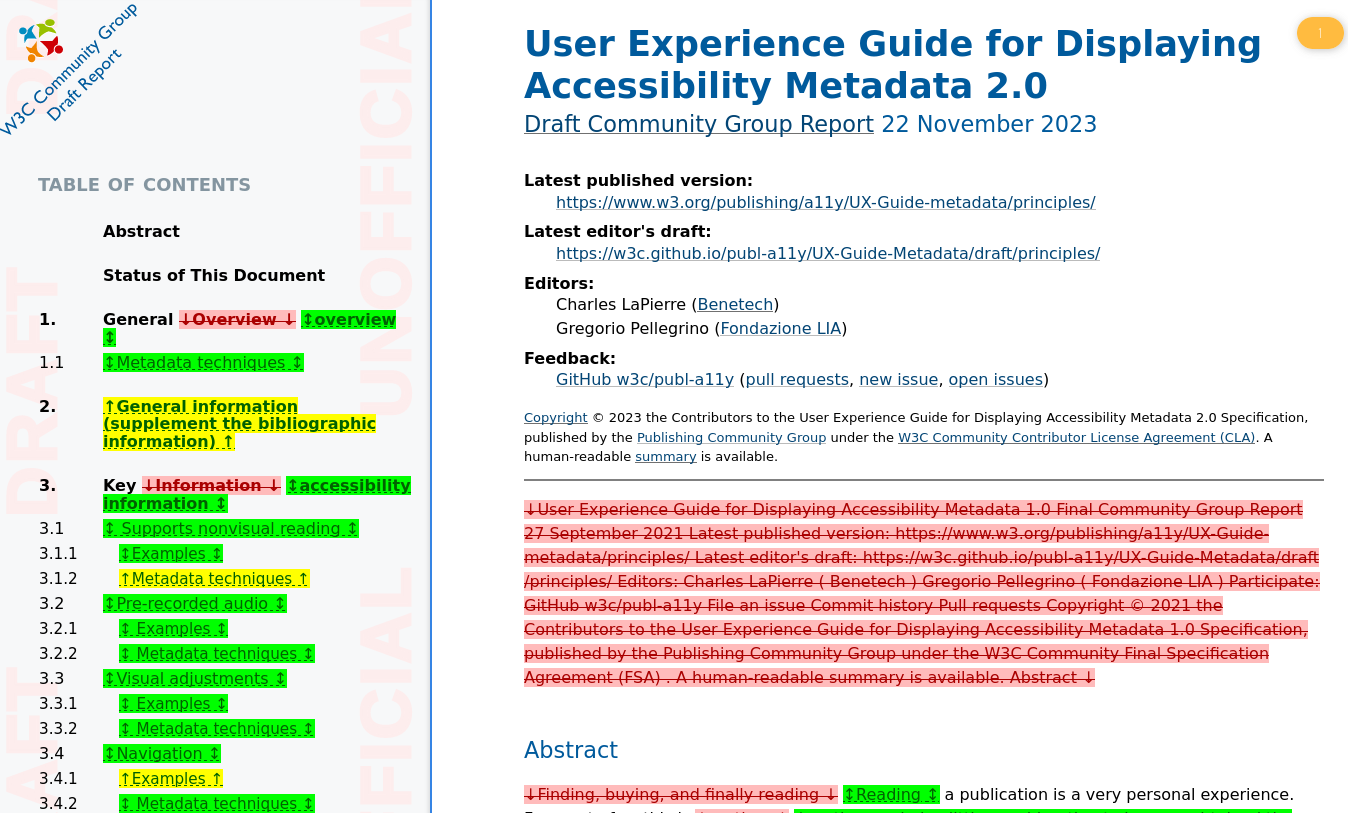 W3C Community Group
Draft Report
TABLE OF CONTENTS
Abstract
Status of This Document
1. General ↓Overview ↓ ↕overview
↕
1.1 ↕Metadata techniques ↕
2. ↑General information
(supplement the bibliographic
information) ↑
3. Key ↓Information ↓ ↕accessibility
information ↕
3.1 ↕ Supports nonvisual reading ↕
3.1.1 ↕Examples ↕
3.1.2 ↑Metadata techniques ↑
3.2 ↕Pre-recorded audio ↕
3.2.1 ↕ Examples ↕
3.2.2 ↕ Metadata techniques ↕
3.3 ↕Visual adjustments ↕
3.3.1 ↕ Examples ↕
3.3.2 ↕ Metadata techniques ↕
3.4 ↕Navigation ↕
3.4.1 ↑Examples ↑
3.4.2 ↕ Metadata techniques ↕
UNOFFICIAL
DRAFT
User Experience Guide for Displaying
Accessibility Metadata 2.0
1
Draft Community Group Report 22 November 2023
Latest published version:
https://www.w3.org/publishing/a11y/UX-Guide-metadata/principles/
Latest editor's draft:
https://w3c.github.io/publ-a11y/UX-Guide-Metadata/draft/principles/
Editors:
Charles LaPierre (Benetech)
Gregorio Pellegrino (Fondazione LIA)
Feedback:
GitHub w3c/publ-a11y (pull requests, new issue, open issues)
Copyright © 2023 the Contributors to the User Experience Guide for Displaying Accessibility Metadata 2.0 Specification,
published by the Publishing Community Group under the W3C Community Contributor License Agreement (CLA). A
human-readable summary is available.
↓User Experience Guide for Displaying Accessibility Metadata 1.0 Final Community Group Report
27 September 2021 Latest published version: https://www.w3.org/publishing/a11y/UX-Guide-
metadata/principles/ Latest editor's draft: https://w3c.github.io/publ-a11y/UX-Guide-Metadata/draft
/principles/ Editors: Charles LaPierre ( Benetech ) Gregorio Pellegrino ( Fondazione LIA ) Participate:
GitHub w3c/publ-a11y File an issue Commit history Pull requests Copyright © 2021 the
Contributors to the User Experience Guide for Displaying Accessibility Metadata 1.0 Specification,
published by the Publishing Community Group under the W3C Community Final Specification
Agreement (FSA) . A human-readable summary is available. Abstract ↓
Abstract
↓Finding, buying, and finally reading ↓ ↕Reading ↕ a publication is a very personal experience.